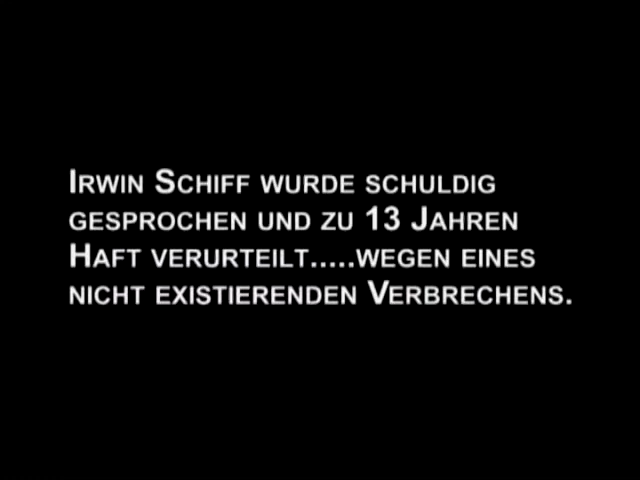 Irwin Schiff wurde schuldig
gesprochen und zu 13 Jahren
Haft verurteilt.....wegen eines
nicht existierenden Verbrechens.